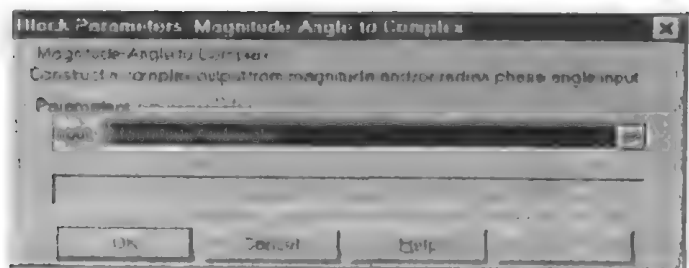 Block Parameters: Magnitude-Angle to Complex
Magnitude-Angle to Complex
Construct a complex output from magnitude and/or radian phase angle input.
Parameters
Magnitude and angle
OK
Cancel
Help